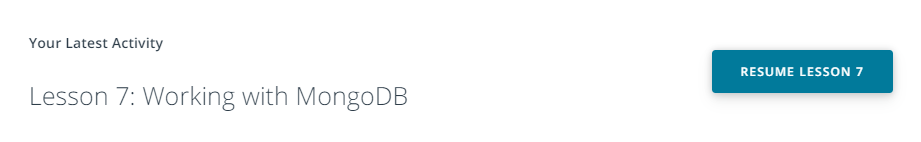 Your Latest Activity
Lesson 7: Working with MongoDB
RESUME LESSON 7